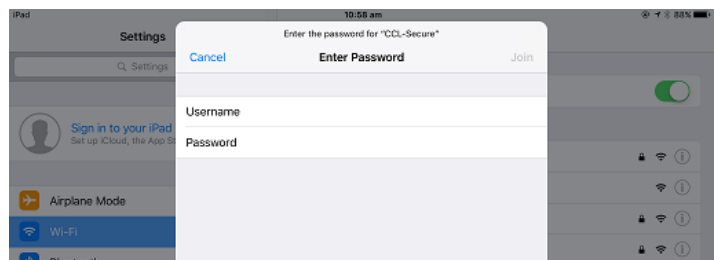 iPad
10:58 am
88%
Settings
Enter the password for "CCL-Secure"
Cancel
Enter Password
Join
Settings
Sign in to your iPad
Set up iCloud, the App St
Username
Password
Airplane Mode
Wi-Fi